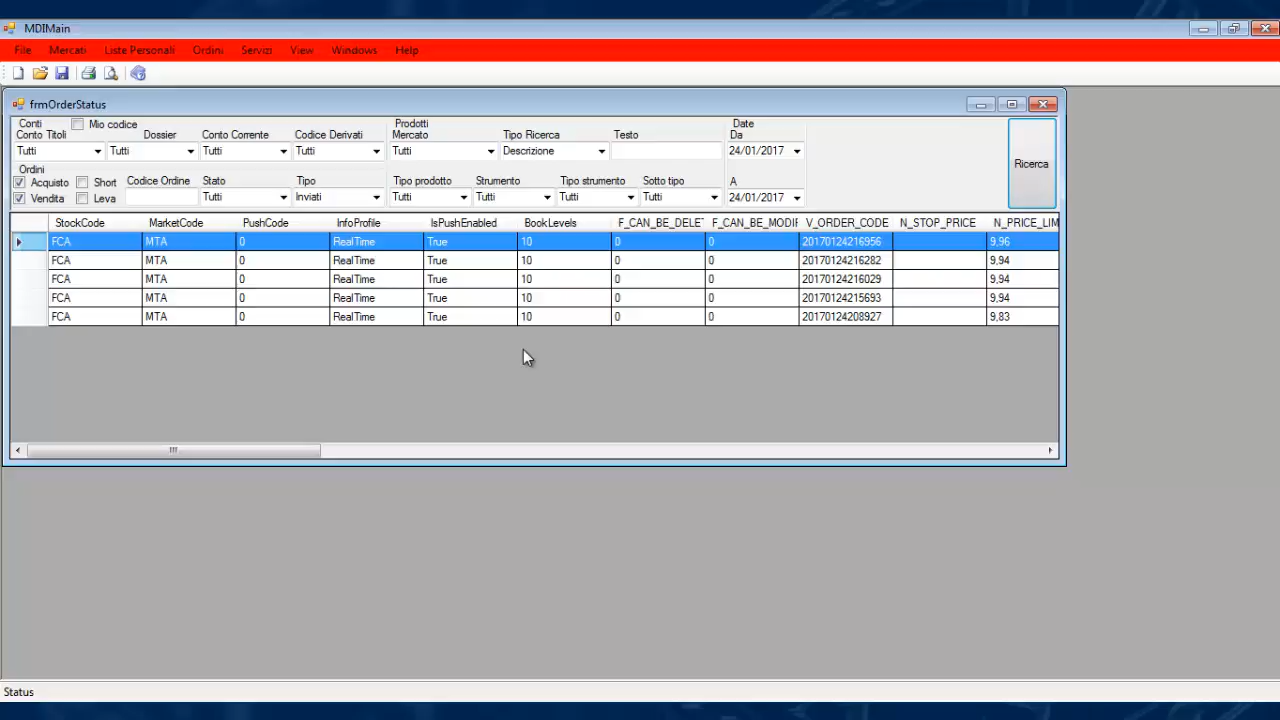 MDIMain
File Mercati Liste Personali Ordini Servizi View Windows Help
frmOrderStatus
Conti Mio codice Prodotti Date
Conto Titoli Dossier Conto Corrente Codice Derivati Mercato Tipo Ricerca Testo Da
Tutti Tutti Tutti Tutti Tutti Descrizione 24/01/2017
Ricerca
Ordini
Acquisto Short Codice Ordine Stato Tipo Tipo prodotto Strumento Tipo strumento Sotto tipo A
Vendita Leva Tutti Inviati Tutti Tutti Tutti Tutti 24/01/2017
StockCode MarketCode PushCode InfoProfile IsPushEnabled BookLevels F_CAN_BE_DELET F_CAN_BE_MODIF V_ORDER_CODE N_STOP_PRICE N_PRICE_LIM
FCA MTA 0 RealTime True 10 0 0 20170124216956 9,96
FCA MTA 0 RealTime True 10 0 0 20170124216282 9,94
FCA MTA 0 RealTime True 10 0 0 20170124216029 9,94
FCA MTA 0 RealTime True 10 0 0 20170124215693 9,94
FCA MTA 0 RealTime True 10 0 0 20170124208927 9,83
Status